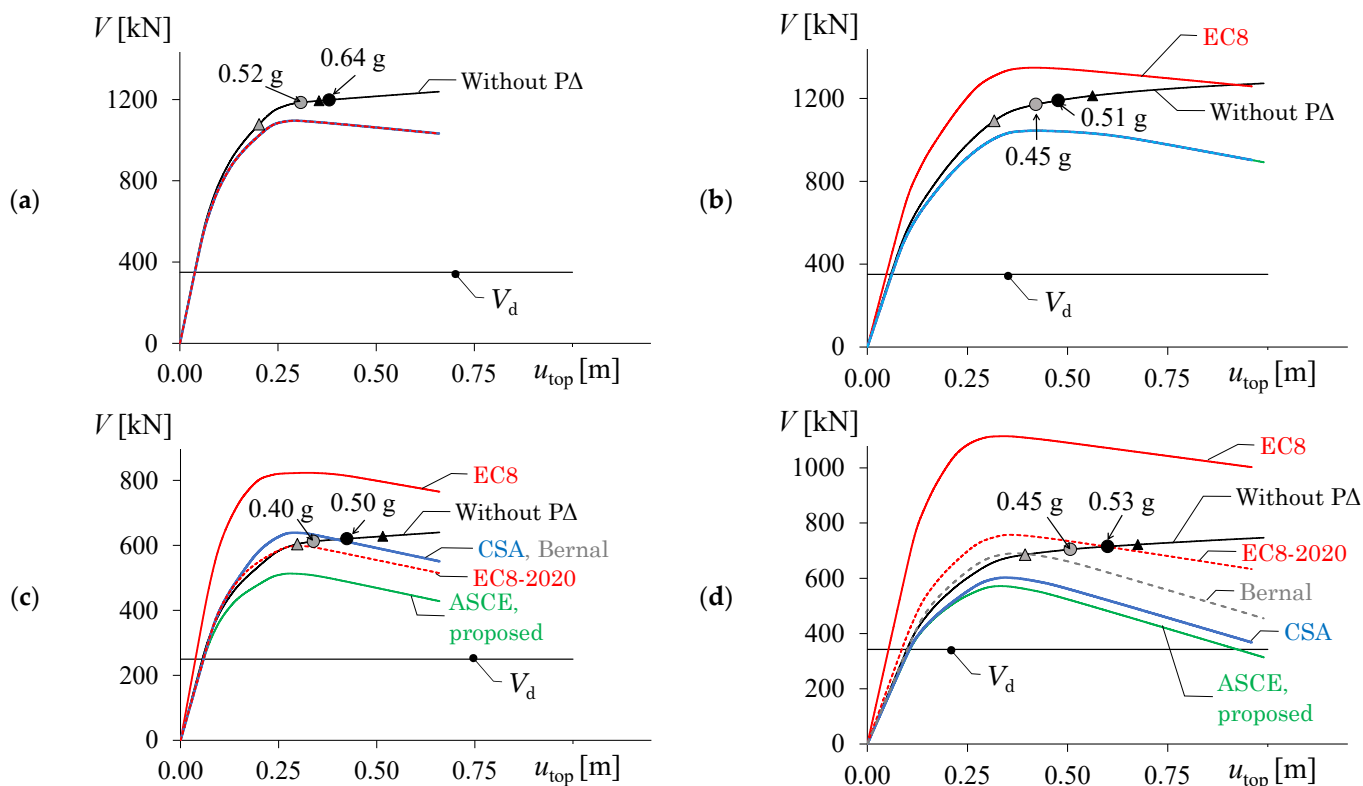 V [kN]
1200
800
400
0
0.00 0.25 0.50 0.75 u_top [m]
0.52 g
0.64 g
Without PΔ
V_d
(a)
V [kN]
1200
800
400
0
0.00 0.25 0.50 0.75 u_top [m]
EC8
0.51 g
Without PΔ
0.45 g
V_d
(b)
V [kN]
800
600
400
200
0
0.00 0.25 0.50 0.75 u_top [m]
EC8
0.40 g
0.50 g
Without PΔ
CSA, Bernal
EC8-2020
ASCE,
proposed
V_d
(c)
V [kN]
1000
800
600
400
200
0
0.00 0.25 0.50 0.75 u_top [m]
EC8
0.45 g
0.53 g
Without PΔ
EC8-2020
Bernal
CSA
V_d
ASCE,
proposed
(d)